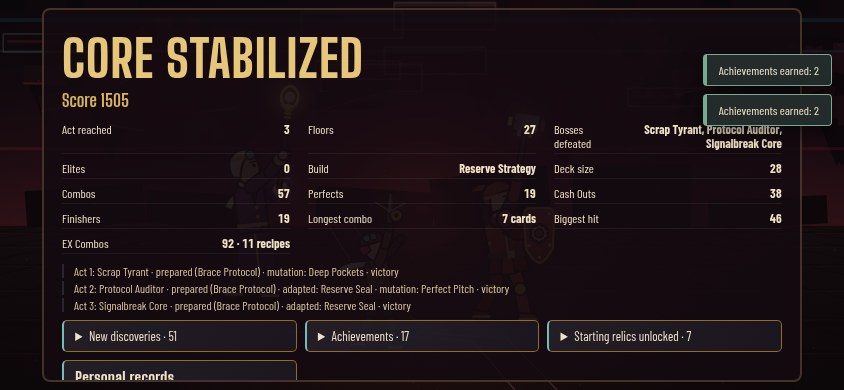 CORE STABILIZED
Score 1505
Achievements earned: 2
Achievements earned: 2
Act reached 3
Floors 27
Bosses defeated Scrap Tyrant, Protocol Auditor, Signalbreak Core
Elites 0
Build Reserve Strategy
Deck size 28
Combos 57
Perfects 19
Cash Outs 38
Finishers 19
Longest combo 7 cards
Biggest hit 46
EX Combos 92 · 11 recipes
Act 1: Scrap Tyrant · prepared (Brace Protocol) · mutation: Deep Pockets · victory
Act 2: Protocol Auditor · prepared (Brace Protocol) · adapted: Reserve Seal · mutation: Perfect Pitch · victory
Act 3: Signalbreak Core · prepared (Brace Protocol) · adapted: Reserve Seal · victory
▶ New discoveries · 51
▶ Achievements · 17
▶ Starting relics unlocked · 7
Personal records